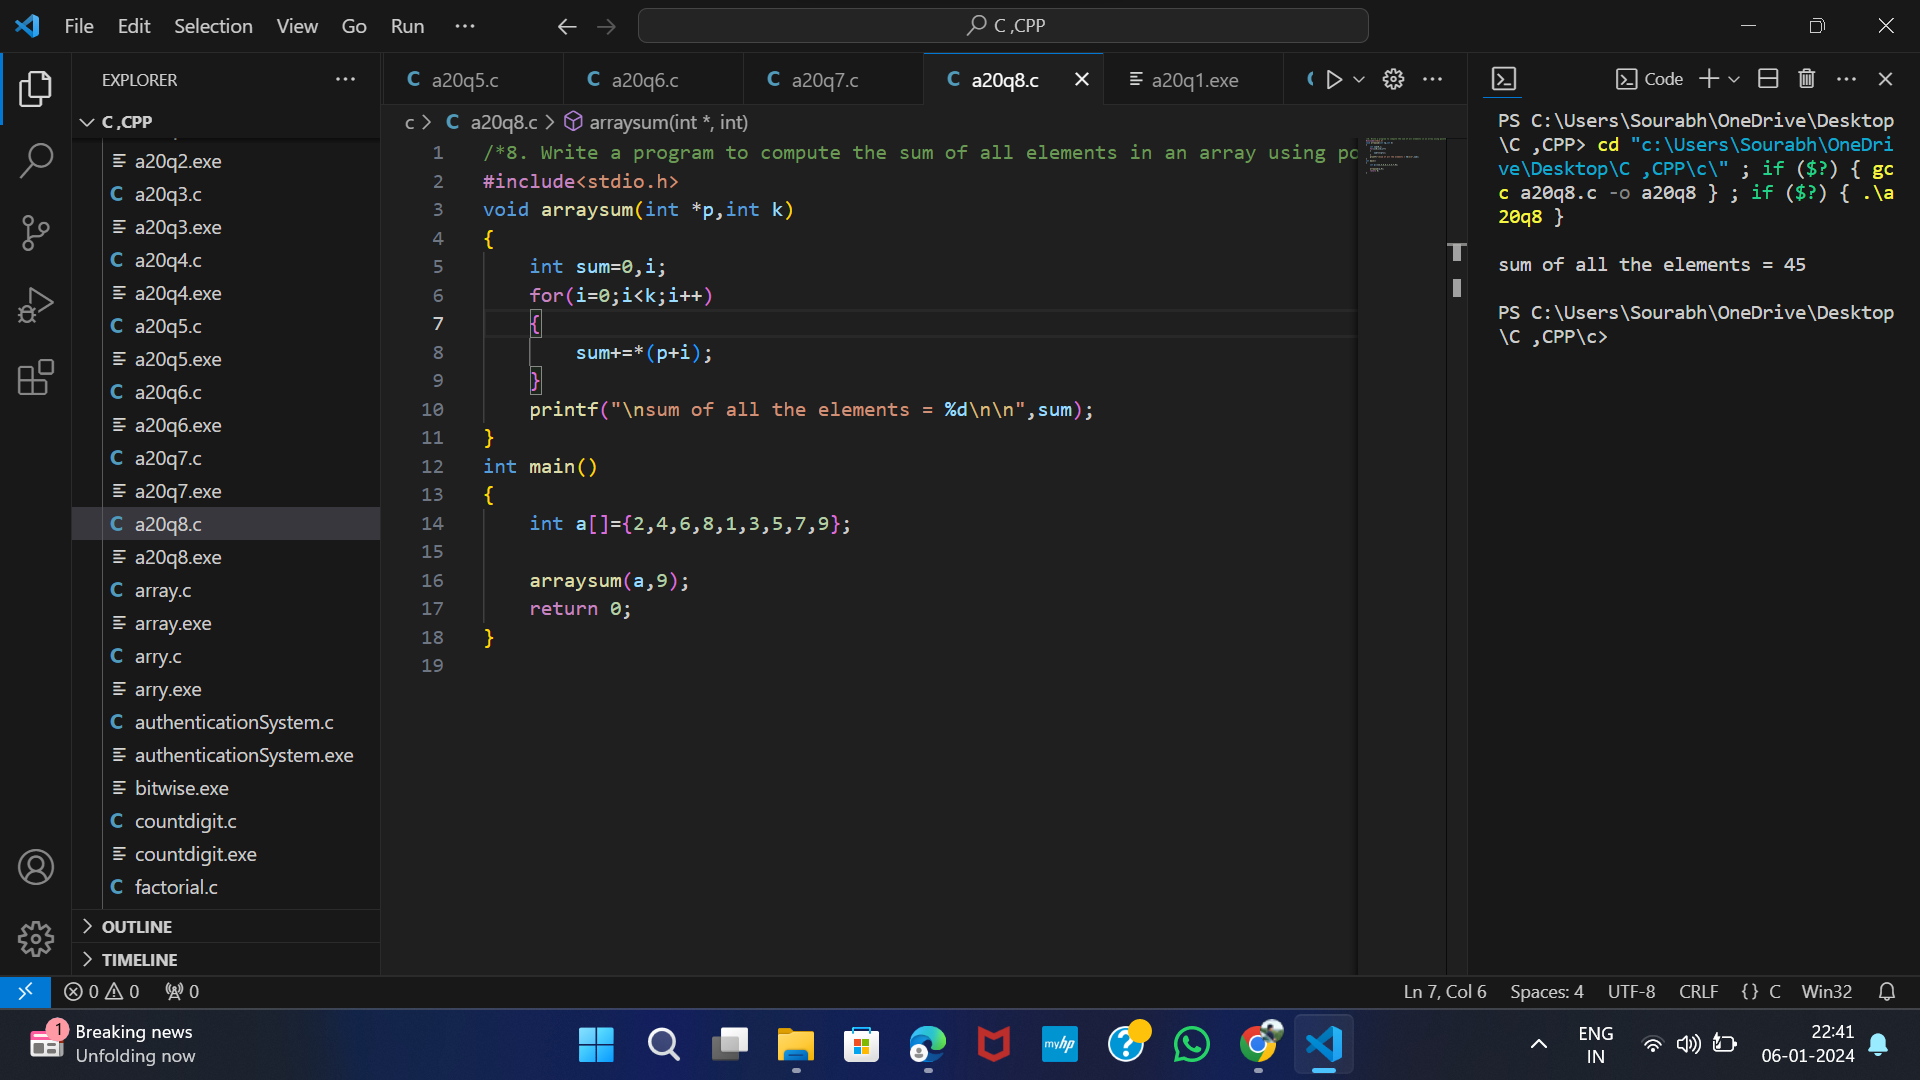 File Edit Selection View Go Run ···
C ,CPP
EXPLORER
C ,CPP
a20q2.exe
a20q3.c
a20q3.exe
a20q4.c
a20q4.exe
a20q5.c
a20q5.exe
a20q6.c
a20q6.exe
a20q7.c
a20q7.exe
a20q8.c
a20q8.exe
array.c
array.exe
arry.c
arry.exe
authenticationSystem.c
authenticationSystem.exe
bitwise.exe
countdigit.c
countdigit.exe
factorial.c
OUTLINE
TIMELINE
a20q5.c a20q6.c a20q7.c a20q8.c a20q1.exe
c > C a20q8.c > arraysum(int *, int)
1 /*8. Write a program to compute the sum of all elements in an array using po
2 #include<stdio.h>
3 void arraysum(int *p,int k)
4 {
5 int sum=0,i;
6 for(i=0;i<k;i++)
7 {
8 sum+=*(p+i);
9 }
10 printf("\nsum of all the elements = %d\n\n",sum);
11 }
12 int main()
13 {
14 int a[]={2,4,6,8,1,3,5,7,9};
15
16 arraysum(a,9);
17 return 0;
18 }
19
Code
PS C:\Users\Sourabh\OneDrive\Desktop
\C ,CPP> cd "c:\Users\Sourabh\OneDri
ve\Desktop\C ,CPP\c\" ; if ($?) { gc
c a20q8.c -o a20q8 } ; if ($?) { .\a
20q8 }
sum of all the elements = 45
PS C:\Users\Sourabh\OneDrive\Desktop
\C ,CPP\c>
0 0 0
Ln 7, Col 6 Spaces: 4 UTF-8 CRLF {} C Win32
1
Breaking news
Unfolding now
myhp
ENG
IN
22:41
06-01-2024